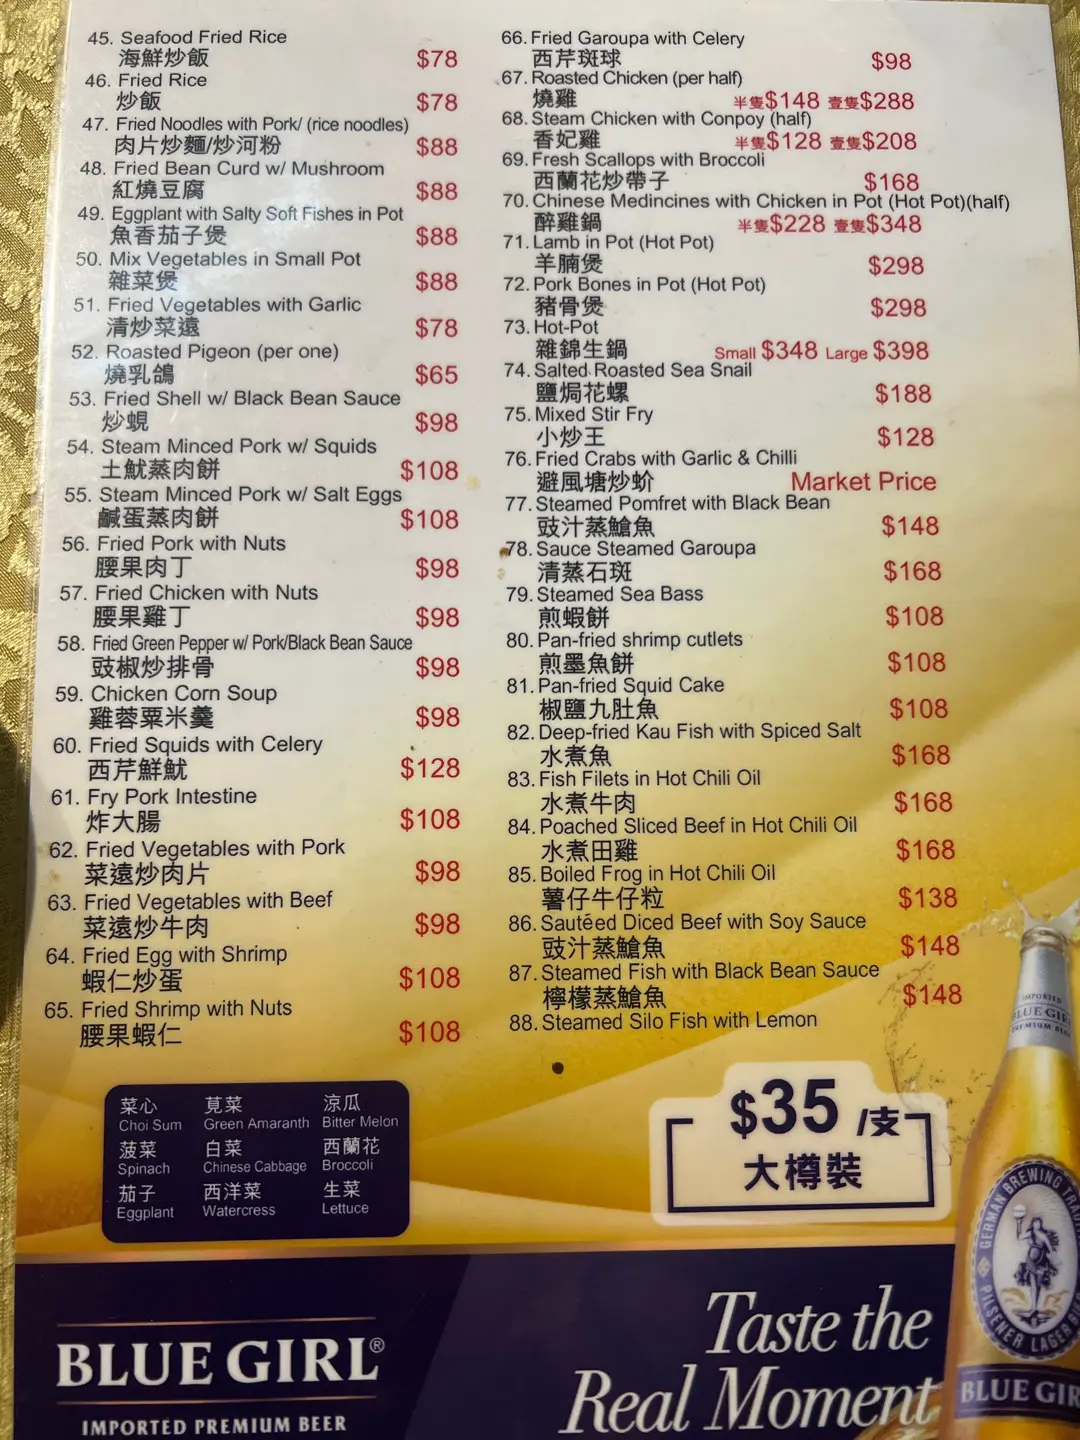 45. Seafood Fried Rice
海鮮炒飯 $78
46. Fried Rice
炒飯 $78
47. Fried Noodles with Pork/ (rice noodles)
肉片炒麵/炒河粉 $88
48. Fried Bean Curd w/ Mushroom
紅燒豆腐 $88
49. Eggplant with Salty Soft Fishes in Pot
魚香茄子煲 $88
50. Mix Vegetables in Small Pot
雜菜煲 $88
51. Fried Vegetables with Garlic
清炒菜遠 $78
52. Roasted Pigeon (per one)
燒乳鴿 $65
53. Fried Shell w/ Black Bean Sauce
炒蜆 $98
54. Steam Minced Pork w/ Squids
土魷蒸肉餅 $108
55. Steam Minced Pork w/ Salt Eggs
鹹蛋蒸肉餅 $108
56. Fried Pork with Nuts
腰果肉丁 $98
57. Fried Chicken with Nuts
腰果雞丁 $98
58. Fried Green Pepper w/ Pork/Black Bean Sauce
豉椒炒排骨 $98
59. Chicken Corn Soup
雞蓉粟米羹 $98
60. Fried Squids with Celery
西芹鮮魷 $128
61. Fry Pork Intestine
炸大腸 $108
62. Fried Vegetables with Pork
菜遠炒肉片 $98
63. Fried Vegetables with Beef
菜遠炒牛肉 $98
64. Fried Egg with Shrimp
蝦仁炒蛋 $108
65. Fried Shrimp with Nuts
腰果蝦仁 $108
66. Fried Garoupa with Celery
西芹斑球 $98
67. Roasted Chicken (per half)
燒雞 半隻$148 壹隻$288
68. Steam Chicken with Conpoy (half)
香妃雞 半隻$128 壹隻$208
69. Fresh Scallops with Broccoli
西蘭花炒帶子 $168
70. Chinese Medincines with Chicken in Pot (Hot Pot)(half)
醉雞鍋 半隻$228 壹隻$348
71. Lamb in Pot (Hot Pot)
羊腩煲 $298
72. Pork Bones in Pot (Hot Pot)
豬骨煲 $298
73. Hot-Pot
雜錦生鍋 Small $348 Large $398
74. Salted Roasted Sea Snail
鹽焗花螺 $188
75. Mixed Stir Fry
小炒王 $128
76. Fried Crabs with Garlic & Chilli
避風塘炒蚧 Market Price
77. Steamed Pomfret with Black Bean
豉汁蒸鯧魚 $148
78. Sauce Steamed Garoupa
清蒸石斑 $168
79. Steamed Sea Bass
煎蝦餅 $108
80. Pan-fried shrimp cutlets
煎墨魚餅 $108
81. Pan-fried Squid Cake
椒鹽九肚魚 $108
82. Deep-fried Kau Fish with Spiced Salt
水煮魚 $168
83. Fish Filets in Hot Chili Oil
水煮牛肉 $168
84. Poached Sliced Beef in Hot Chili Oil
水煮田雞 $168
85. Boiled Frog in Hot Chili Oil
薯仔牛仔粒 $138
86. Sautéed Diced Beef with Soy Sauce
豉汁蒸鯧魚 $148
87. Steamed Fish with Black Bean Sauce
檸檬蒸鯧魚 $148
88. Steamed Silo Fish with Lemon
菜心 莧菜 涼瓜
Choi Sum Green Amaranth Bitter Melon
菠菜 白菜 西蘭花
Spinach Chinese Cabbage Broccoli
茄子 西洋菜 生菜
Eggplant Watercress Lettuce
$35 /支
大樽裝
BLUE GIRL®
IMPORTED PREMIUM BEER
Taste the
Real Moment
IMPORTED
BLUE GIR
PREMIUM BEE
GERMAN BREWING TRAD
PILSENER LAGER BE
BLUE GIR